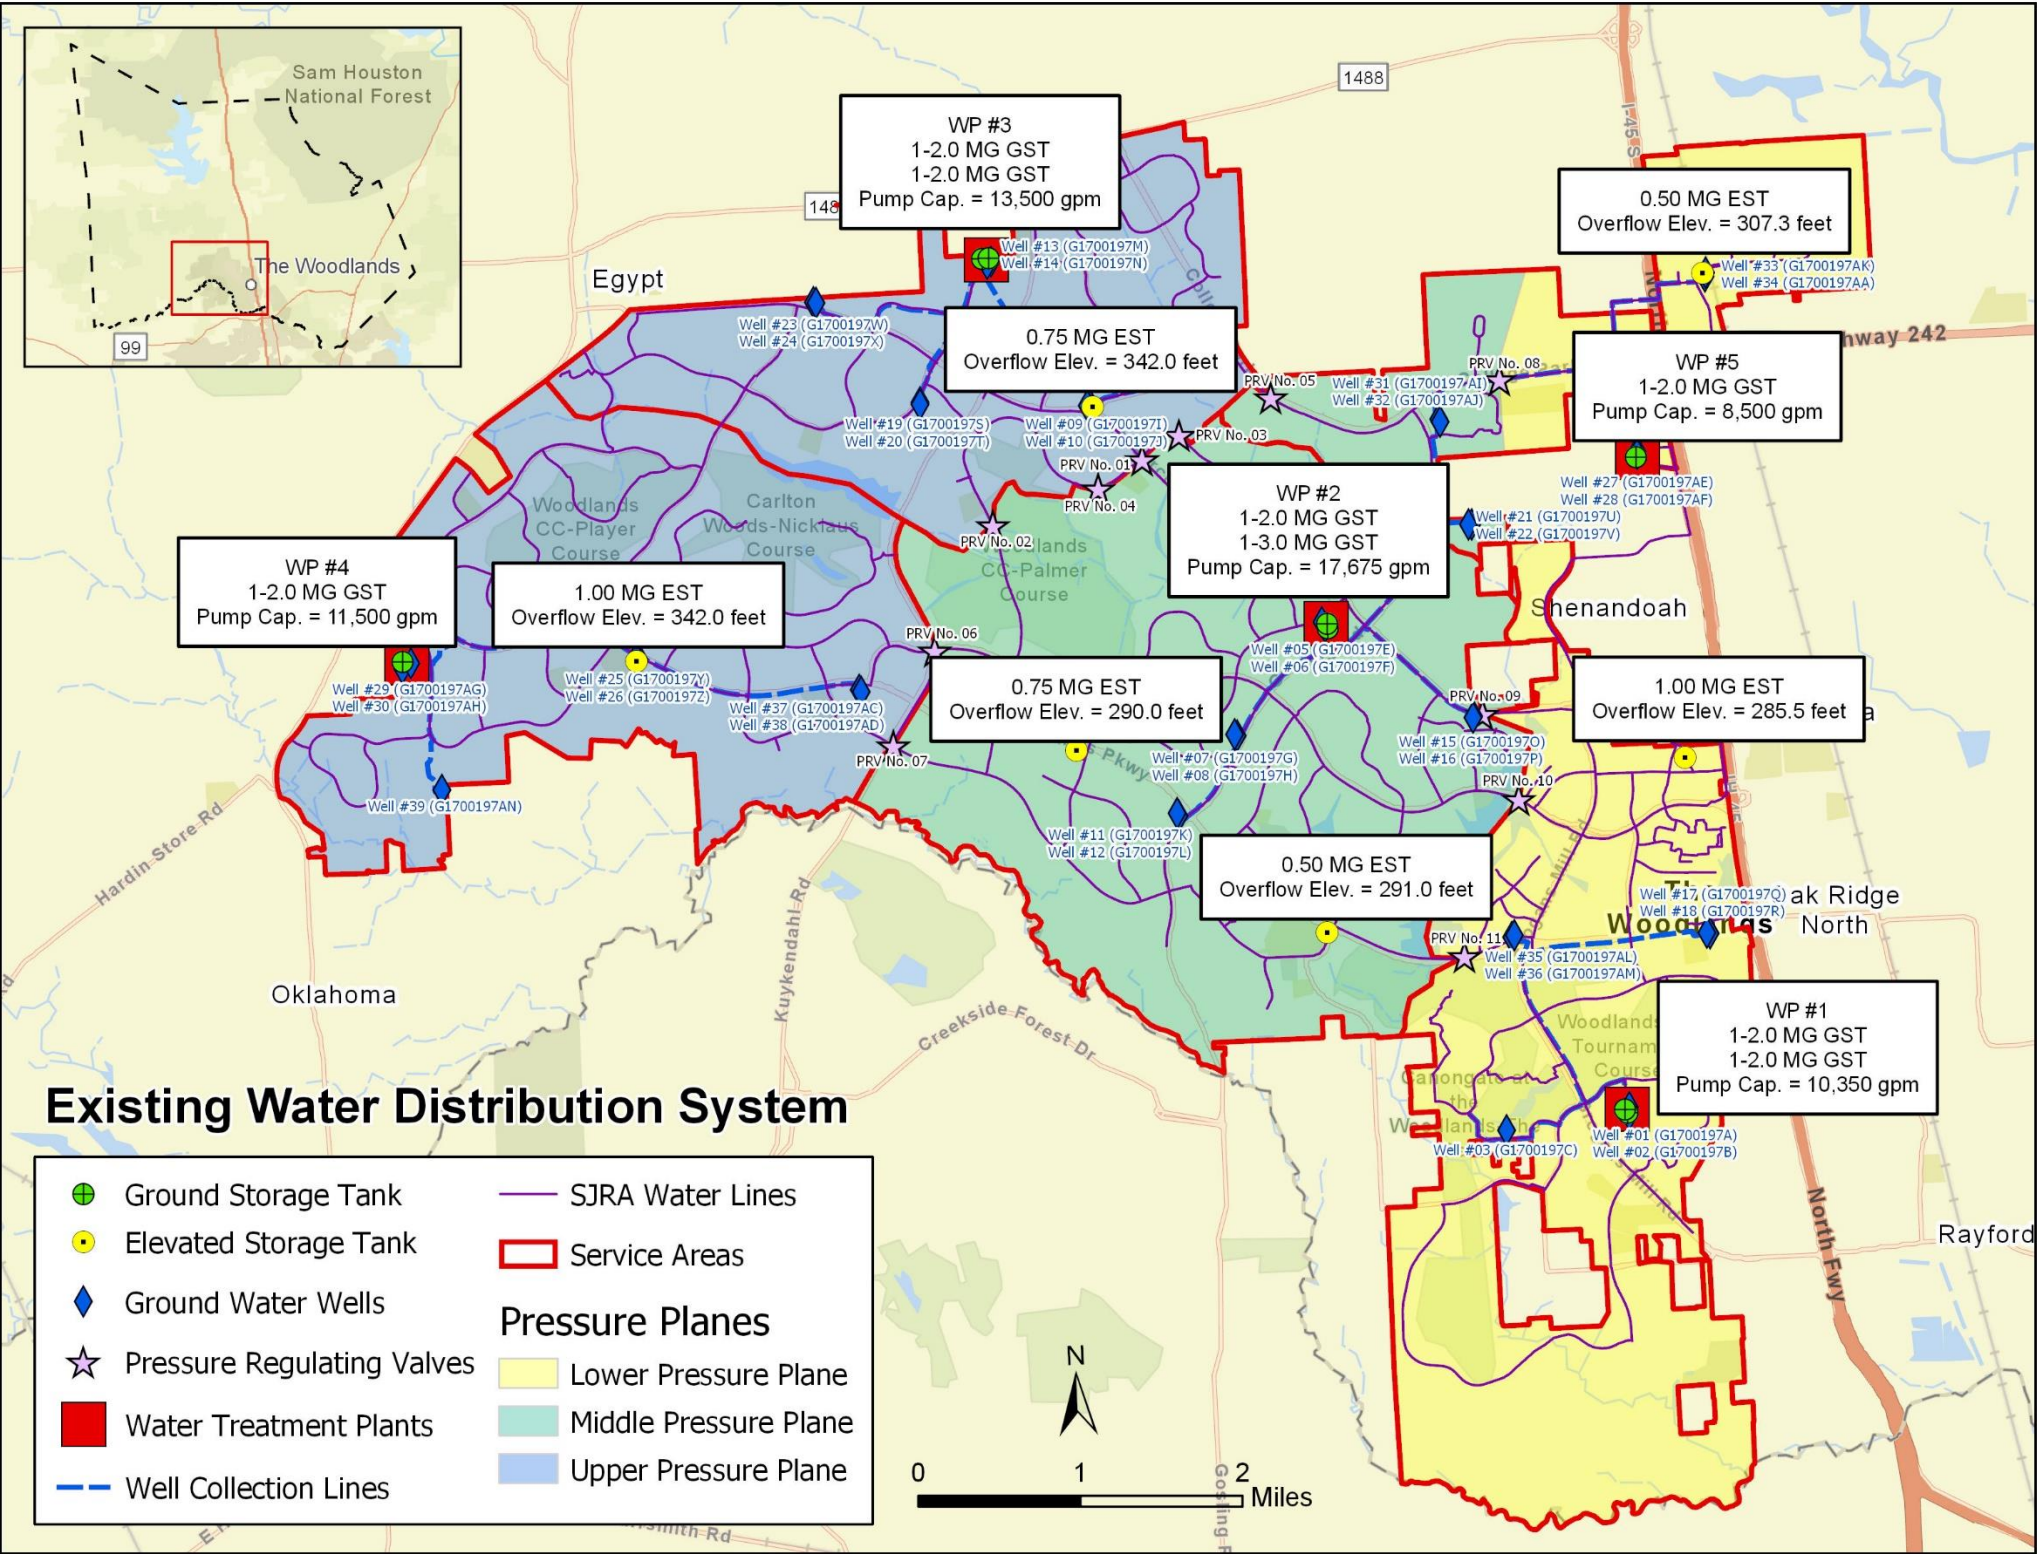 Sam Houston
National Forest
The Woodlands
99
1488
I-45 S
WP #3
1-2.0 MG GST
1-2.0 MG GST
Pump Cap. = 13,500 gpm
148
Egypt
Well #13 (G1700197M)
Well #14 (G1700197N)
0.50 MG EST
Overflow Elev. = 307.3 feet
Well #33 (G1700197AK)
Well #34 (G1700197AA)
Well #23 (G1700197W)
Well #24 (G1700197X)
0.75 MG EST
Overflow Elev. = 342.0 feet
hway 242
WP #5
1-2.0 MG GST
Pump Cap. = 8,500 gpm
PRV No. 08
PRV No. 05
Well #31 (G1700197AI)
Well #32 (G1700197AJ)
Well #19 (G1700197S)
Well #20 (G1700197T)
Well #09 (G1700197I)
Well #10 (G1700197J)
PRV No. 03
PRV No. 01
PRV No. 04
PRV No. 02
Well #27 (G1700197AE)
Well #28 (G1700197AF)
WP #2
1-2.0 MG GST
1-3.0 MG GST
Pump Cap. = 17,675 gpm
Well #21 (G1700197U)
Well #22 (G1700197V)
Woodlands
CC-Player
Course
Carlton
Woods-Nicklaus
Course
Woodlands
CC-Palmer
Course
WP #4
1-2.0 MG GST
Pump Cap. = 11,500 gpm
1.00 MG EST
Overflow Elev. = 342.0 feet
Shenandoah
PRV No. 06
Well #05 (G1700197E)
Well #06 (G1700197F)
Well #29 (G1700197AG)
Well #30 (G1700197AH)
Well #25 (G1700197Y)
Well #26 (G1700197Z)
Well #37 (G1700197AC)
Well #38 (G1700197AD)
0.75 MG EST
Overflow Elev. = 290.0 feet
PRV No. 09
1.00 MG EST
Overflow Elev. = 285.5 feet
a
PRV No. 07
Pkwy
Well #07 (G1700197G)
Well #08 (G1700197H)
Well #15 (G1700197O)
Well #16 (G1700197P)
PRV No. 10
Well #39 (G1700197AN)
Well #11 (G1700197K)
Well #12 (G1700197L)
Hardin Store Rd
0.50 MG EST
Overflow Elev. = 291.0 feet
Well #17 (G1700197Q)
Well #18 (G1700197R)
Woodlands
ak Ridge
North
PRV No. 11
Well #35 (G1700197AL)
Well #36 (G1700197AM)
Oklahoma
Kuykendahl Rd
Creekside Forest Dr
WP #1
1-2.0 MG GST
1-2.0 MG GST
Pump Cap. = 10,350 gpm
Woodlands
Tournam
Course
Canongate at
the
Woodlands The
Well #01 (G1700197A)
Well #02 (G1700197B)
Well #03 (G1700197C)
North Fwy
Rayford
Existing Water Distribution System
Ground Storage Tank
Elevated Storage Tank
Ground Water Wells
Pressure Regulating Valves
Water Treatment Plants
Well Collection Lines
SJRA Water Lines
Service Areas
Pressure Planes
Lower Pressure Plane
Middle Pressure Plane
Upper Pressure Plane
N
0 1 2
Miles